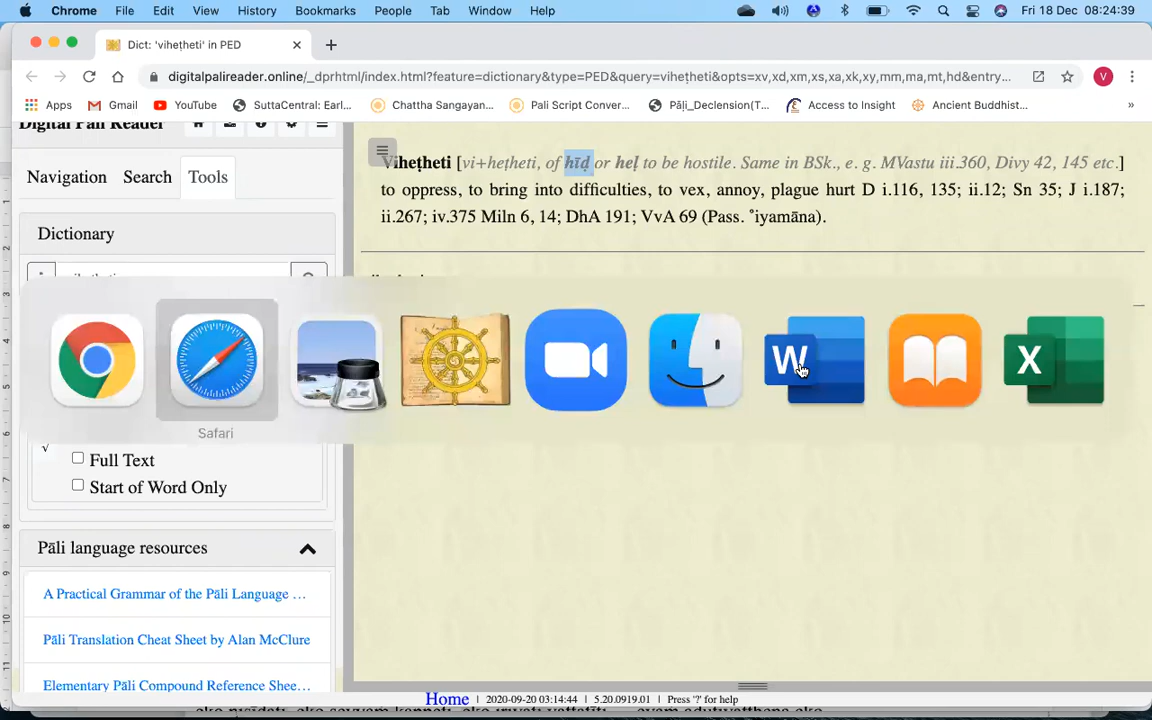 Chrome File Edit View History Bookmarks People Tab Window Help Fri 18 Dec 08:24:39
Dict: 'viheṭheti' in PED
digitalpalireader.online/_dprhtml/index.html?feature=dictionary&type=PED&query=viheṭheti&opts=xv,xd,xm,xs,xa,xk,xy,mm,ma,mt,hd&entry... V
Apps Gmail YouTube SuttaCentral: Earl... Chattha Sangayan... Pali Script Conver... Pāḷi_Declension(T... Access to Insight Ancient Buddhist... »
Digital Pali Reader
Navigation Search Tools
Dictionary
Viheṭheti [vi+heṭheti, of hīḍ or heḷ to be hostile. Same in BSk., e. g. MVastu iii.360, Divy 42, 145 etc.]
to oppress, to bring into difficulties, to vex, annoy, plague hurt D i.116, 135; ii.12; Sn 35; J i.187;
ii.267; iv.375 Miln 6, 14; DhA 191; VvA 69 (Pass. ˚iyamāna).
W X
Safari
√
Full Text
Start of Word Only
Pāli language resources
A Practical Grammar of the Pāli Language ...
Pāli Translation Cheat Sheet by Alan McClure
Elementary Pāli Compound Reference Shee...
Home | 2020-09-20 03:14:44 | 5.20.0919.01 | Press '?' for help